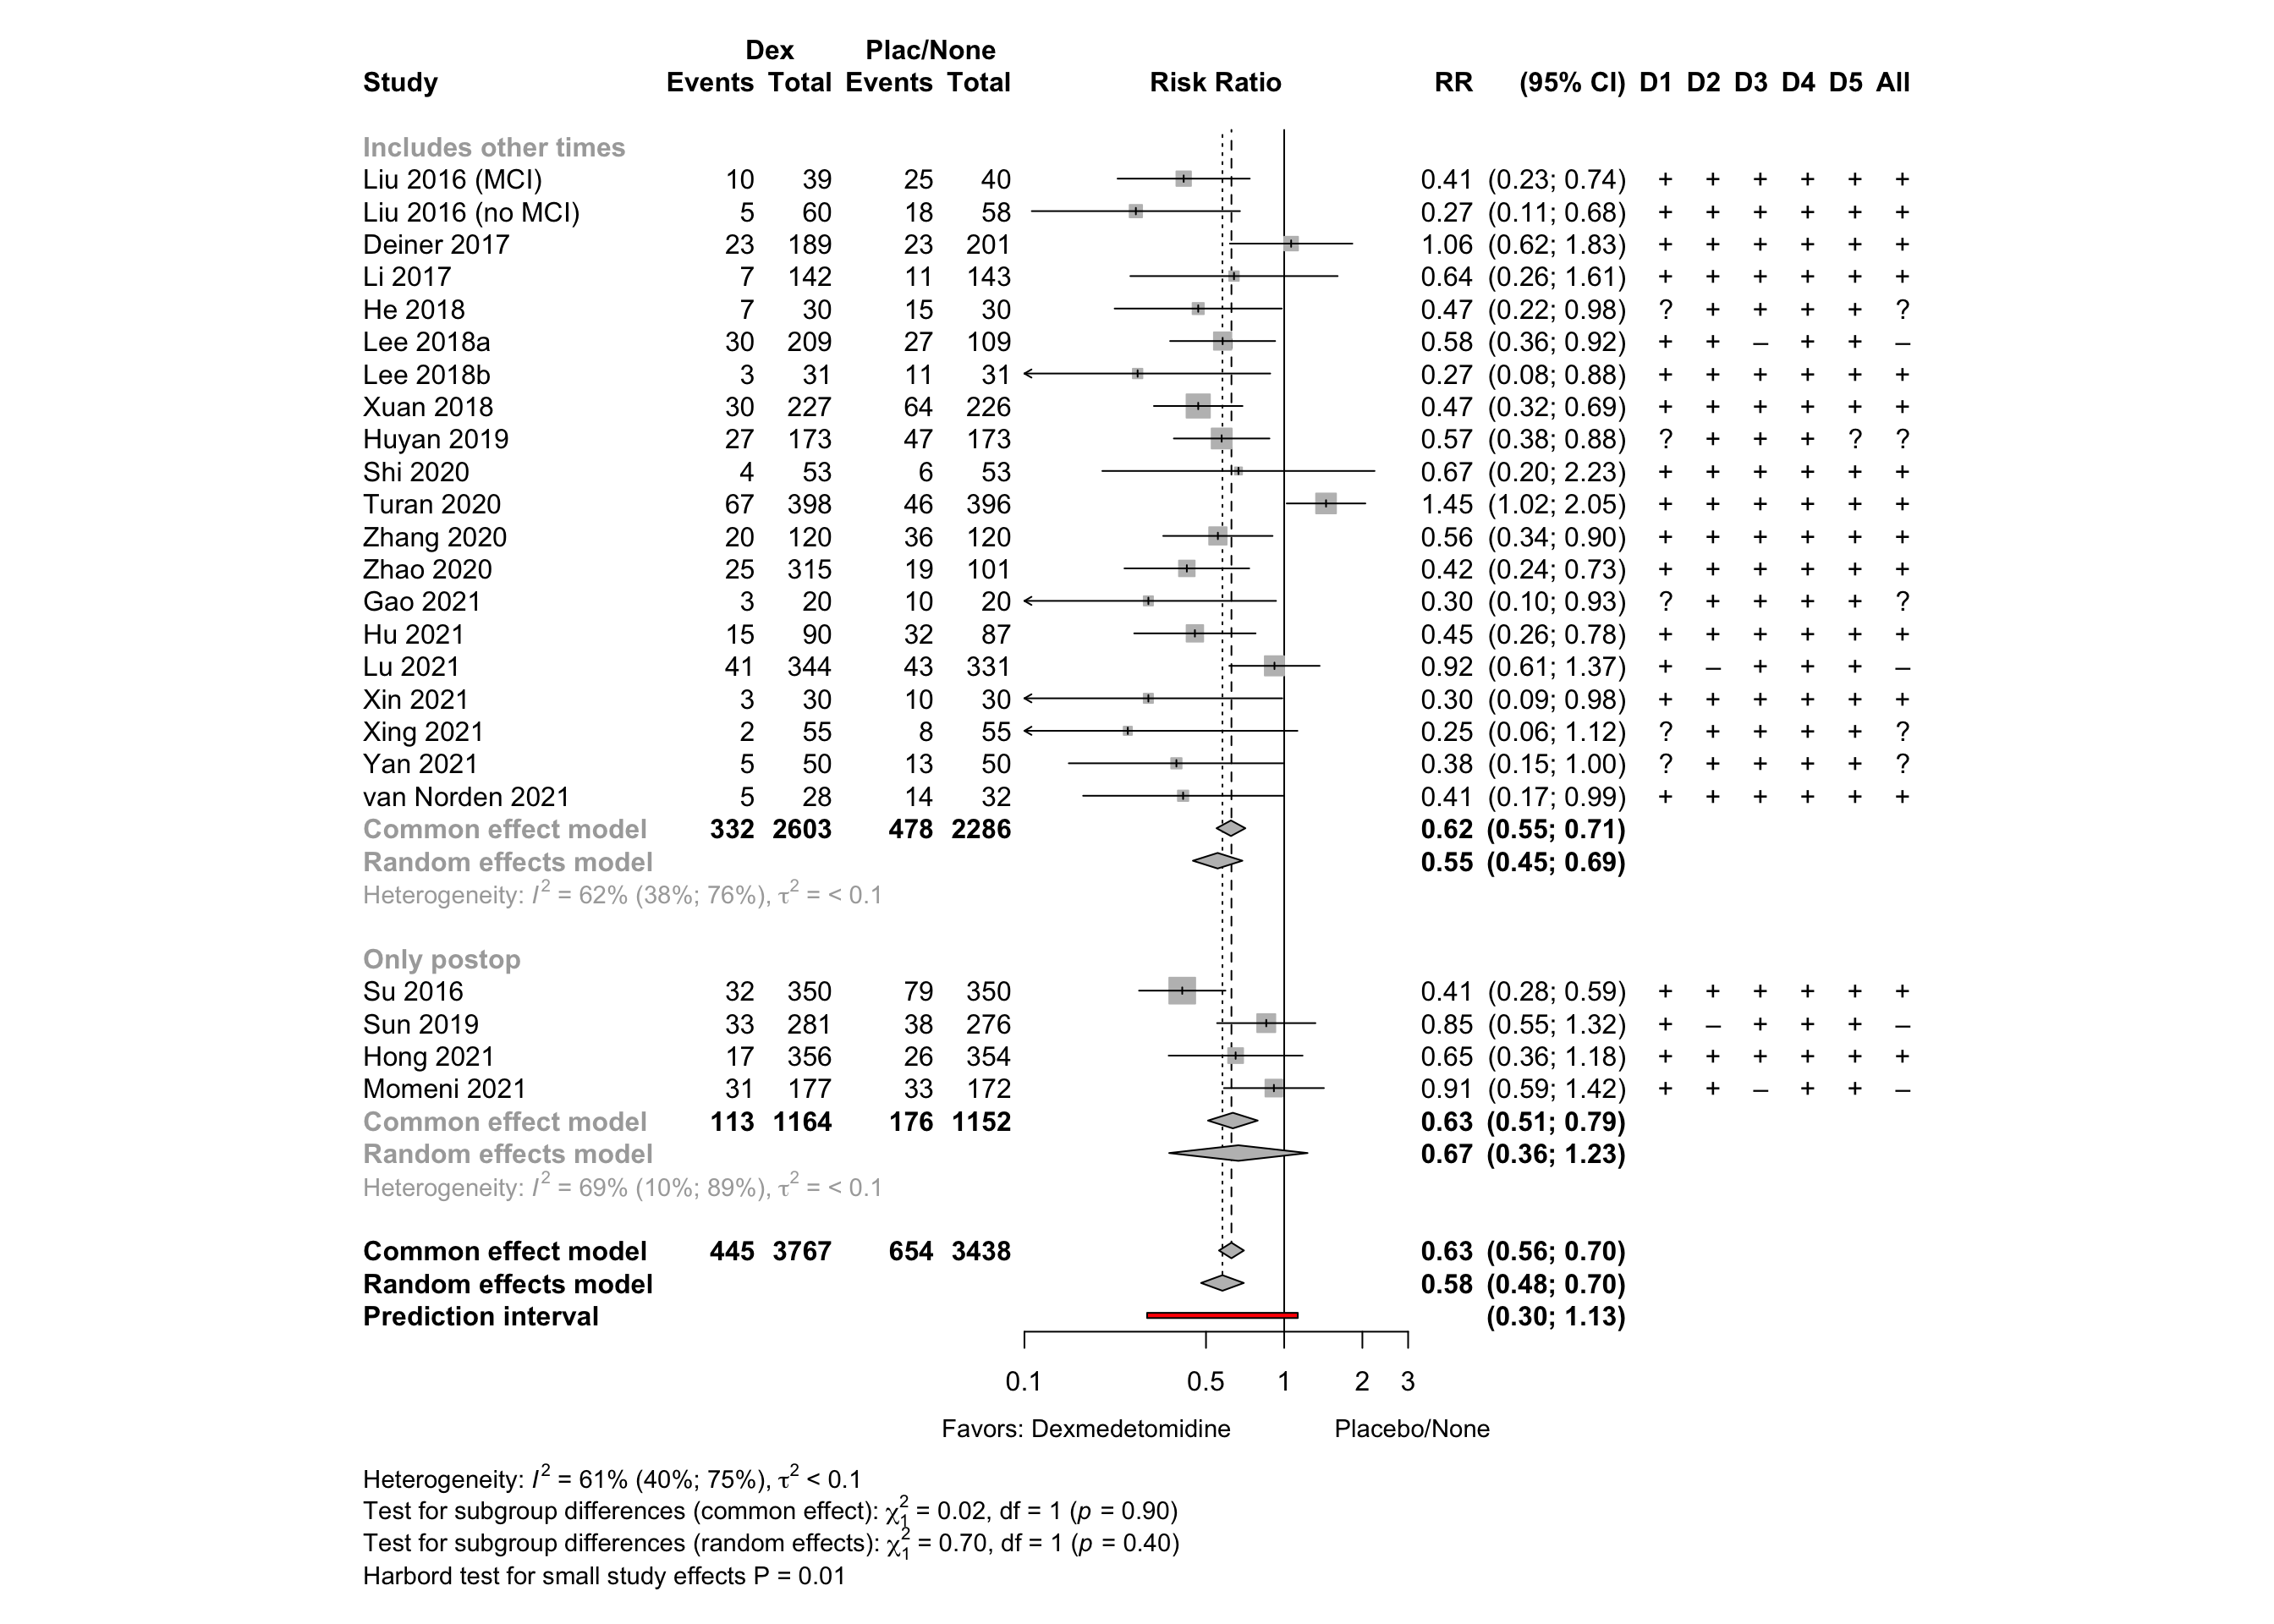 Dex Plac/None
Study Events Total Events Total Risk Ratio RR (95% CI) D1 D2 D3 D4 D5 All
Includes other times
Liu 2016 (MCI) 10 39 25 40 0.41 (0.23; 0.74) + + + + + +
Liu 2016 (no MCI) 5 60 18 58 0.27 (0.11; 0.68) + + + + + +
Deiner 2017 23 189 23 201 1.06 (0.62; 1.83) + + + + + +
Li 2017 7 142 11 143 0.64 (0.26; 1.61) + + + + + +
He 2018 7 30 15 30 0.47 (0.22; 0.98) ? + + + + ?
Lee 2018a 30 209 27 109 0.58 (0.36; 0.92) + + – + + –
Lee 2018b 3 31 11 31 0.27 (0.08; 0.88) + + + + + +
Xuan 2018 30 227 64 226 0.47 (0.32; 0.69) + + + + + +
Huyan 2019 27 173 47 173 0.57 (0.38; 0.88) ? + + + ? ?
Shi 2020 4 53 6 53 0.67 (0.20; 2.23) + + + + + +
Turan 2020 67 398 46 396 1.45 (1.02; 2.05) + + + + + +
Zhang 2020 20 120 36 120 0.56 (0.34; 0.90) + + + + + +
Zhao 2020 25 315 19 101 0.42 (0.24; 0.73) + + + + + +
Gao 2021 3 20 10 20 0.30 (0.10; 0.93) ? + + + + ?
Hu 2021 15 90 32 87 0.45 (0.26; 0.78) + + + + + +
Lu 2021 41 344 43 331 0.92 (0.61; 1.37) + – + + + –
Xin 2021 3 30 10 30 0.30 (0.09; 0.98) + + + + + +
Xing 2021 2 55 8 55 0.25 (0.06; 1.12) ? + + + + ?
Yan 2021 5 50 13 50 0.38 (0.15; 1.00) ? + + + + ?
van Norden 2021 5 28 14 32 0.41 (0.17; 0.99) + + + + + +
Common effect model 332 2603 478 2286 0.62 (0.55; 0.71)
Random effects model 0.55 (0.45; 0.69)
Heterogeneity: I² = 62% (38%; 76%), τ² = < 0.1
Only postop
Su 2016 32 350 79 350 0.41 (0.28; 0.59) + + + + + +
Sun 2019 33 281 38 276 0.85 (0.55; 1.32) + – + + + –
Hong 2021 17 356 26 354 0.65 (0.36; 1.18) + + + + + +
Momeni 2021 31 177 33 172 0.91 (0.59; 1.42) + + – + + –
Common effect model 113 1164 176 1152 0.63 (0.51; 0.79)
Random effects model 0.67 (0.36; 1.23)
Heterogeneity: I² = 69% (10%; 89%), τ² = < 0.1
Common effect model 445 3767 654 3438 0.63 (0.56; 0.70)
Random effects model 0.58 (0.48; 0.70)
Prediction interval (0.30; 1.13)
0.1 0.5 1 2 3
Favors: Dexmedetomidine Placebo/None
Heterogeneity: I² = 61% (40%; 75%), τ² < 0.1
Test for subgroup differences (common effect): χ₁² = 0.02, df = 1 (p = 0.90)
Test for subgroup differences (random effects): χ₁² = 0.70, df = 1 (p = 0.40)
Harbord test for small study effects P = 0.01